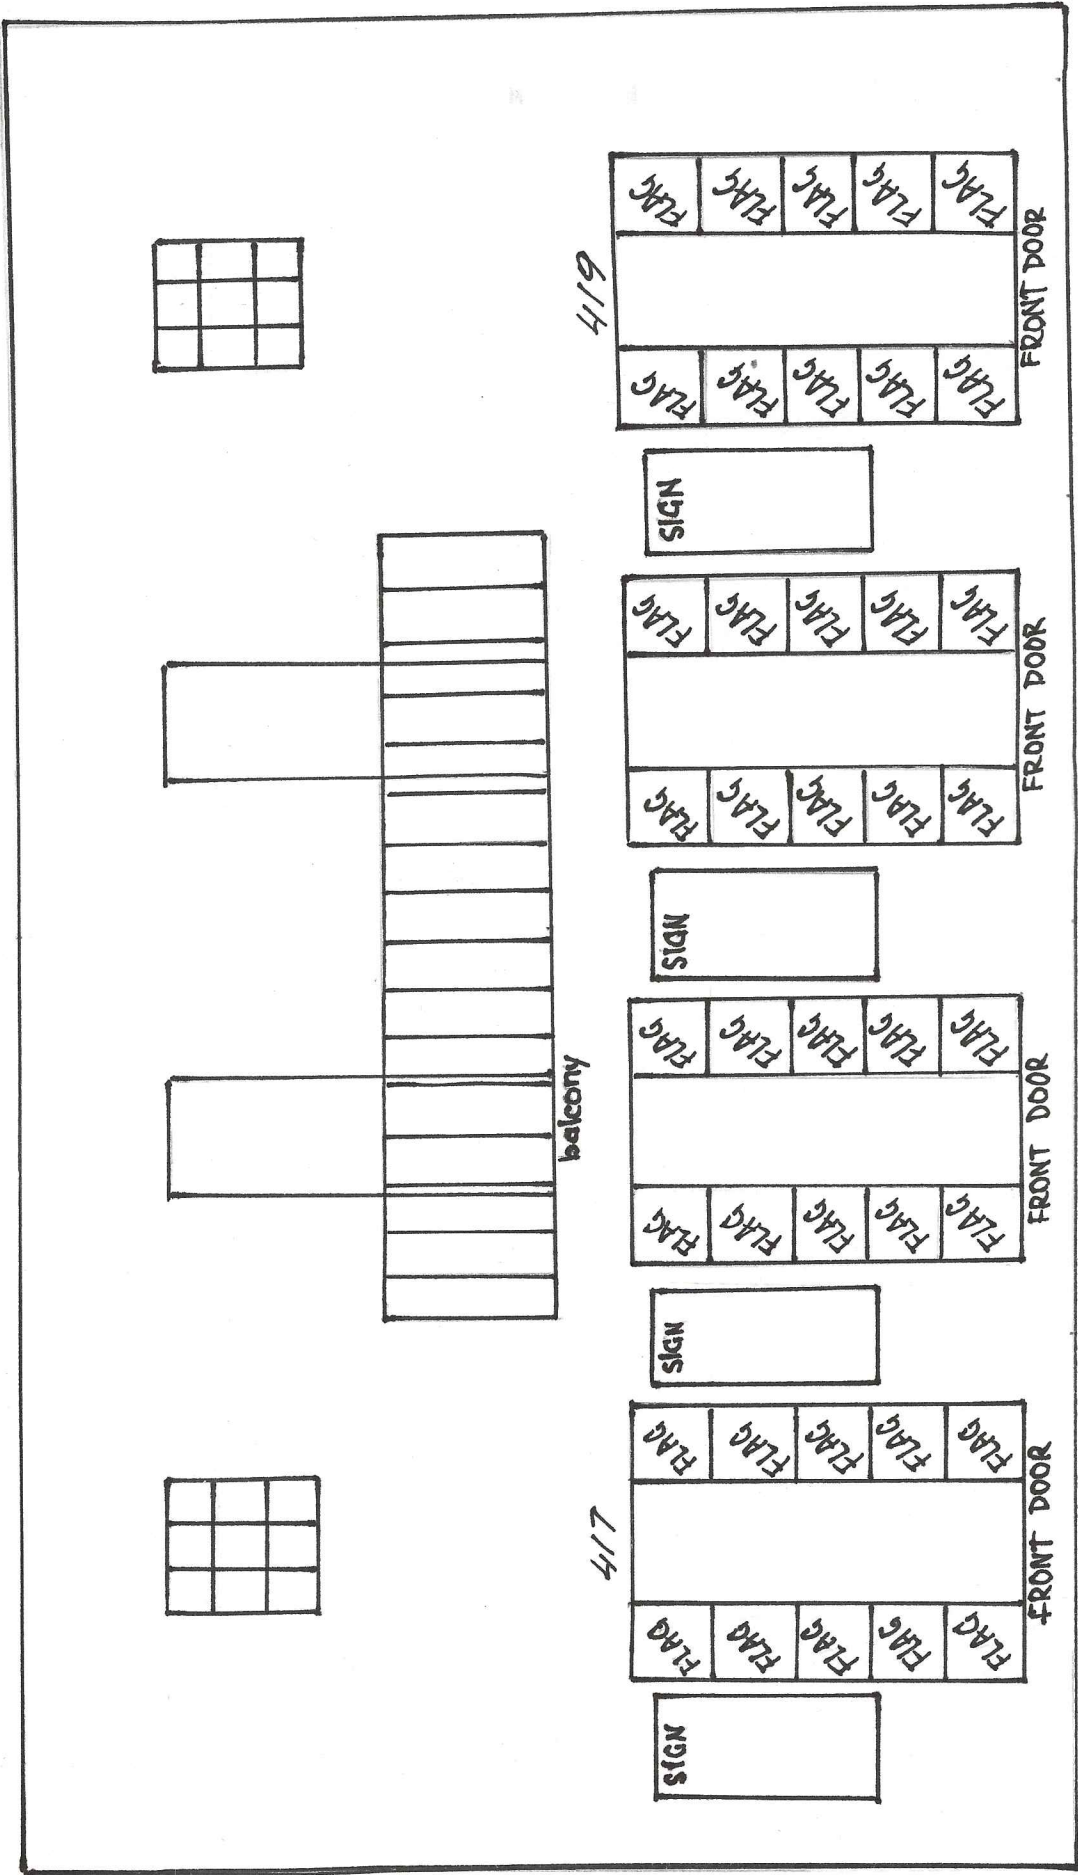 balcony
417
419
SIGN FLAG FLAG SIGN FLAG FLAG SIGN FLAG FLAG SIGN FLAG FLAG
FLAG FLAG FLAG FLAG FLAG FLAG FLAG FLAG
FLAG FLAG FLAG FLAG FLAG FLAG FLAG FLAG
FLAG FLAG FLAG FLAG FLAG FLAG FLAG FLAG
FLAG FLAG FLAG FLAG FLAG FLAG FLAG FLAG
FRONT DOOR FRONT DOOR FRONT DOOR FRONT DOOR